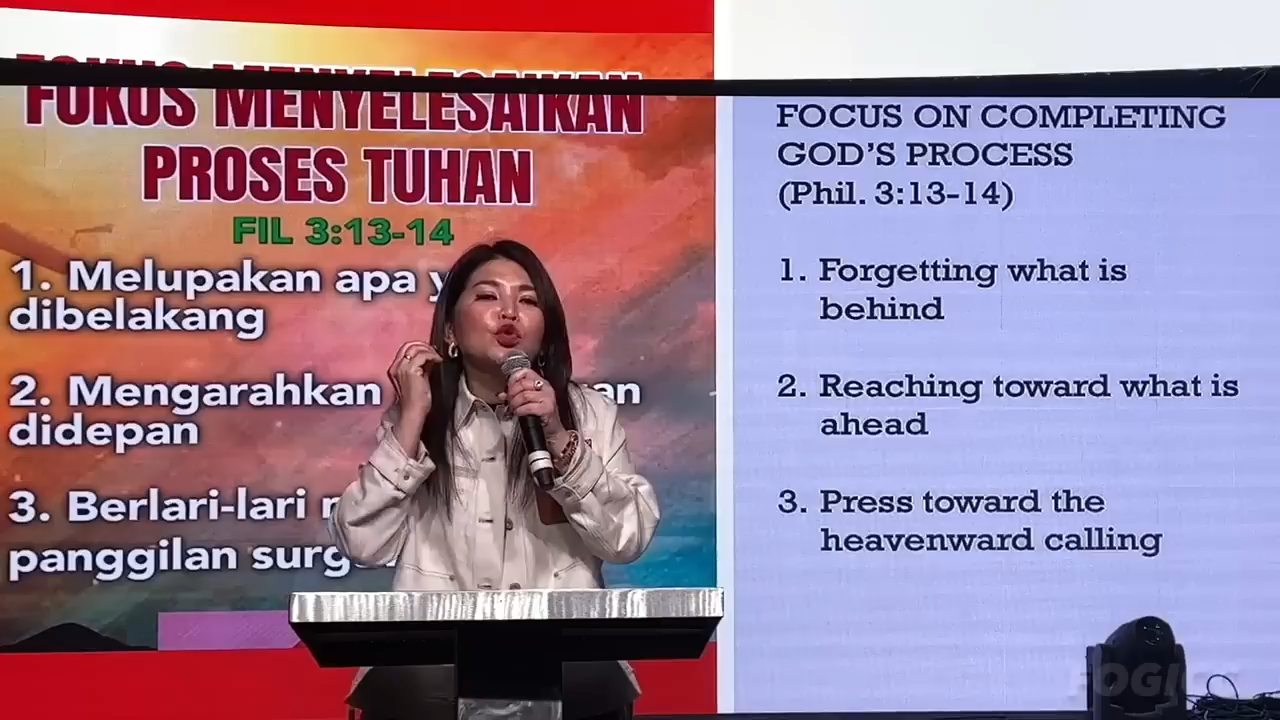 FOKUS MENYELESAIKAN
PROSES TUHAN
FIL 3:13-14
1. Melupakan apa
dibelakang
2. Mengarahkan
didepan
3. Berlari-lari
panggilan
FOCUS ON COMPLETING
GOD'S PROCESS
(Phil. 3:13-14)
1. Forgetting what is
behind
2. Reaching toward what is
ahead
3. Press toward the
heavenward calling